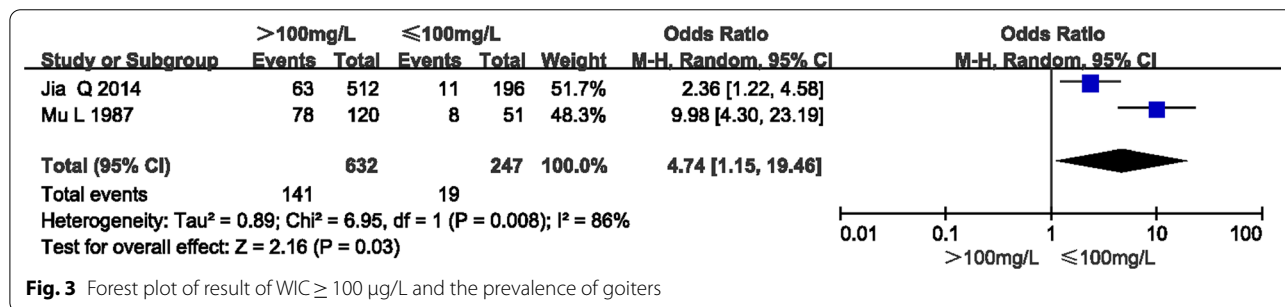 >100mg/L ≤100mg/L Odds Ratio Odds Ratio
Study or Subgroup Events Total Events Total Weight M-H, Random, 95% CI M-H, Random, 95% CI
Jia Q 2014 63 512 11 196 51.7% 2.36 [1.22, 4.58]
Mu L 1987 78 120 8 51 48.3% 9.98 [4.30, 23.19]
Total (95% CI) 632 247 100.0% 4.74 [1.15, 19.46]
Total events 141 19
Heterogeneity: Tau² = 0.89; Chi² = 6.95, df = 1 (P = 0.008); I² = 86%
Test for overall effect: Z = 2.16 (P = 0.03)
0.01 0.1 1 10 100
>100mg/L ≤100mg/L
Fig. 3 Forest plot of result of WIC ≥ 100 µg/L and the prevalence of goiters